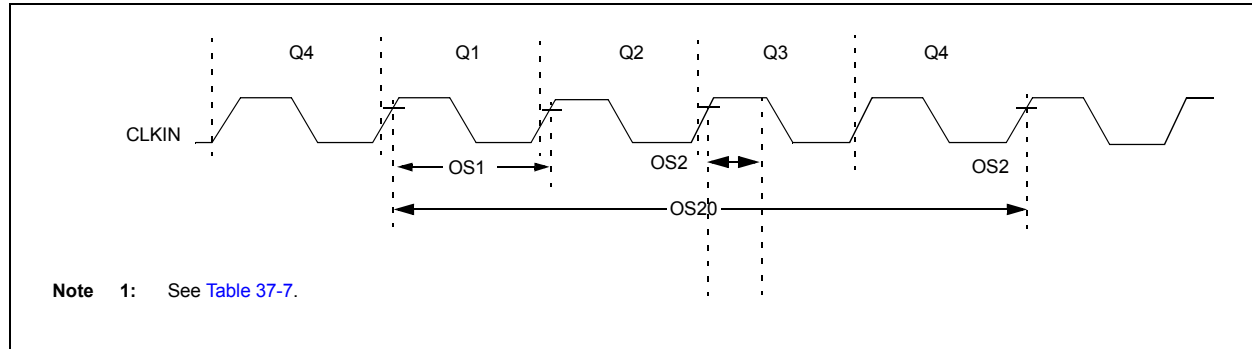 Q4 Q1 Q2 Q3 Q4
CLKIN
OS1 OS2 OS2
OS20
Note 1: See Table 37-7.